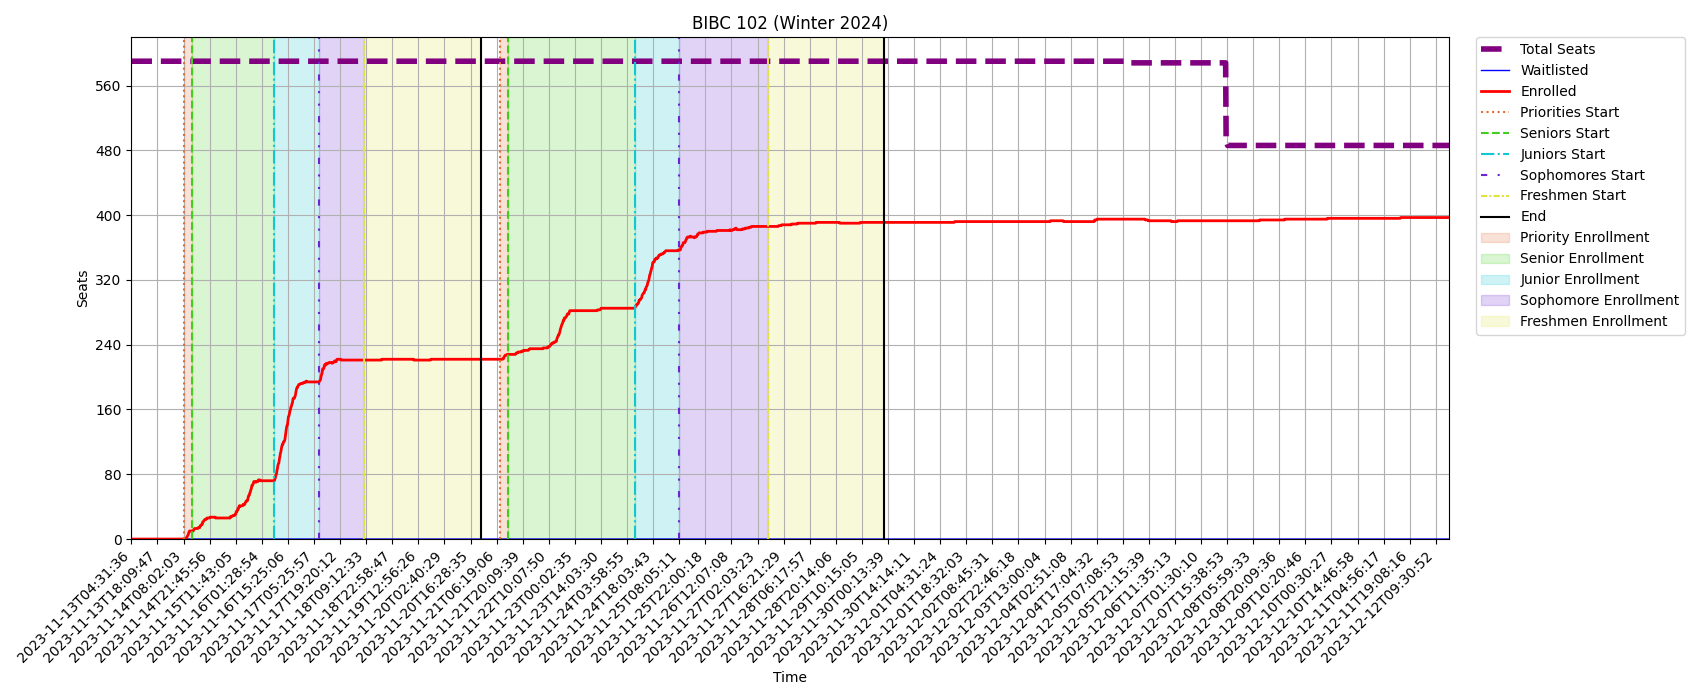 BIBC 102 (Winter 2024)
Total Seats
Waitlisted
Enrolled
Priorities Start
Seniors Start
Juniors Start
Sophomores Start
Freshmen Start
End
Priority Enrollment
Senior Enrollment
Junior Enrollment
Sophomore Enrollment
Freshmen Enrollment
Seats
560
480
400
320
240
160
80
0
2023-11-13T04:31:36
2023-11-13T18:09:47
2023-11-14T08:02:03
2023-11-14T21:45:56
2023-11-15T11:43:05
2023-11-16T01:28:54
2023-11-16T15:25:06
2023-11-17T05:25:57
2023-11-17T19:20:12
2023-11-18T09:12:33
2023-11-18T22:58:47
2023-11-19T12:56:26
2023-11-20T02:40:29
2023-11-20T16:28:35
2023-11-21T06:19:06
2023-11-21T20:09:39
2023-11-22T10:07:50
2023-11-23T00:02:35
2023-11-23T14:03:30
2023-11-24T03:58:55
2023-11-24T18:03:43
2023-11-25T08:05:11
2023-11-25T22:00:18
2023-11-26T12:07:08
2023-11-27T02:03:23
2023-11-27T16:21:29
2023-11-28T06:17:57
2023-11-28T20:14:06
2023-11-29T10:15:05
2023-11-30T00:13:39
2023-11-30T14:14:11
2023-12-01T04:31:24
2023-12-01T18:32:03
2023-12-02T08:45:31
2023-12-02T22:46:18
2023-12-03T13:00:04
2023-12-04T02:51:08
2023-12-04T17:04:32
2023-12-05T07:08:53
2023-12-05T21:15:39
2023-12-06T11:35:13
2023-12-07T01:30:10
2023-12-07T15:38:53
2023-12-08T05:59:33
2023-12-08T20:09:36
2023-12-09T10:20:46
2023-12-10T00:30:27
2023-12-10T14:46:58
2023-12-11T04:56:17
2023-12-11T19:08:16
2023-12-12T09:30:52
Time